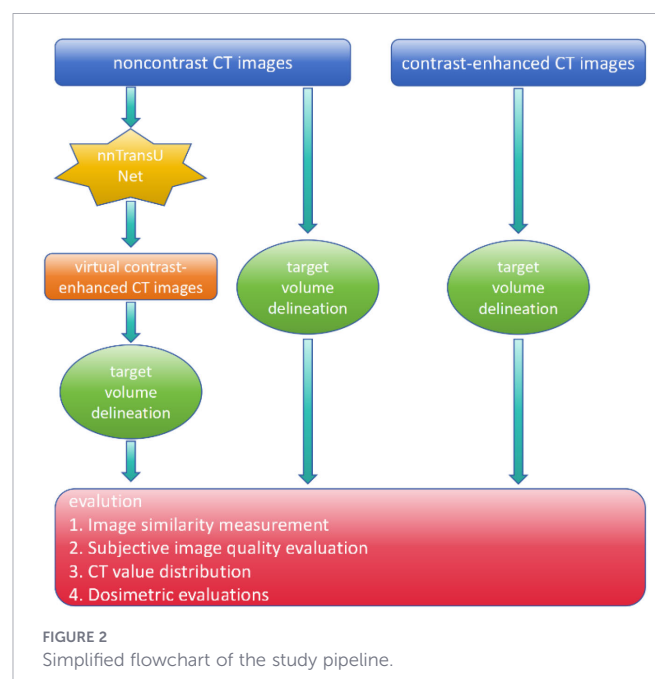 noncontrast CT images
contrast-enhanced CT images
nnTransU
Net
virtual contrast-
enhanced CT images
target
volume
delineation
target
volume
delineation
target
volume
delineation
evalution
1. Image similarity measurement
2. Subjective image quality evaluation
3. CT value distribution
4. Dosimetric evaluations
FIGURE 2
Simplified flowchart of the study pipeline.